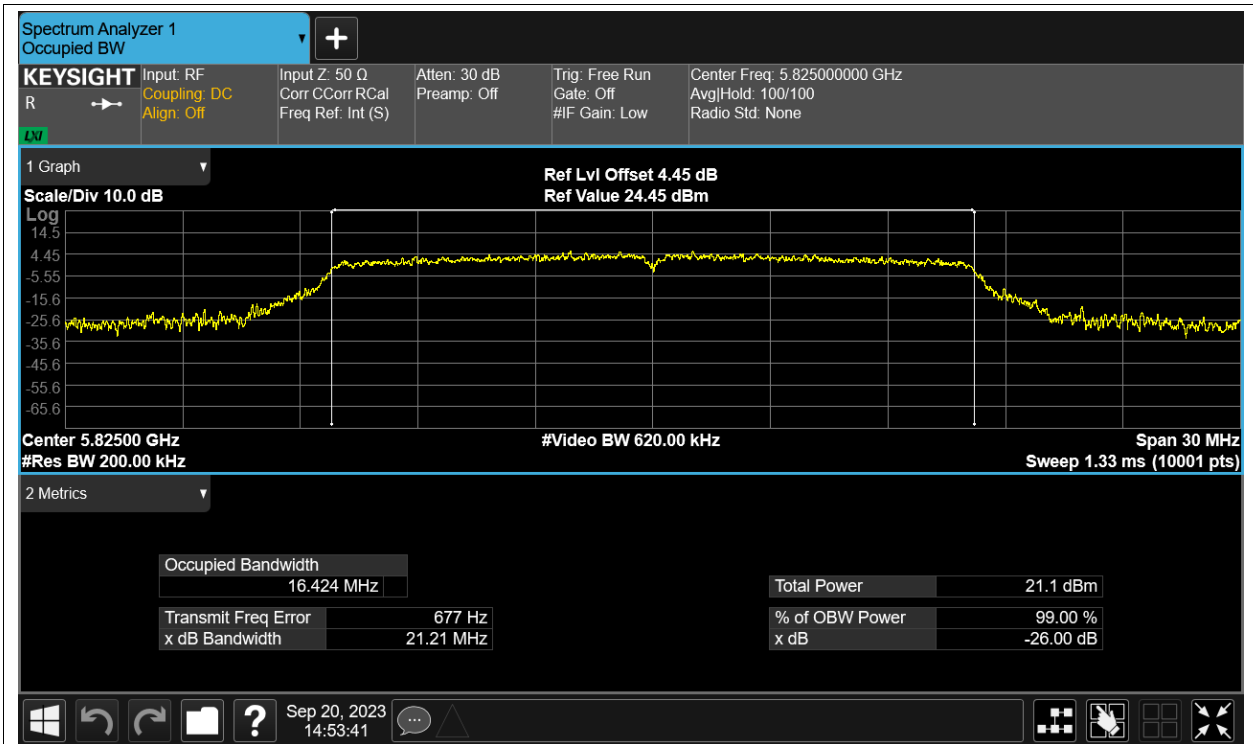 Spectrum Analyzer 1
Occupied BW
KEYSIGHT
R
LXI
Input: RF
Coupling: DC
Align: Off
Input Z: 50 Ω
Corr CCorr RCal
Freq Ref: Int (S)
Atten: 30 dB
Preamp: Off
Trig: Free Run
Gate: Off
#IF Gain: Low
Center Freq: 5.825000000 GHz
Avg|Hold: 100/100
Radio Std: None
1 Graph
Scale/Div 10.0 dB
Ref Lvl Offset 4.45 dB
Ref Value 24.45 dBm
Log
14.5
4.45
-5.55
-15.6
-25.6
-35.6
-45.6
-55.6
-65.6
Center 5.82500 GHz
#Video BW 620.00 kHz
Span 30 MHz
#Res BW 200.00 kHz
Sweep 1.33 ms (10001 pts)
2 Metrics
Occupied Bandwidth
16.424 MHz
Total Power 21.1 dBm
Transmit Freq Error 677 Hz
% of OBW Power 99.00 %
x dB Bandwidth 21.21 MHz
x dB -26.00 dB
?
Sep 20, 2023
14:53:41